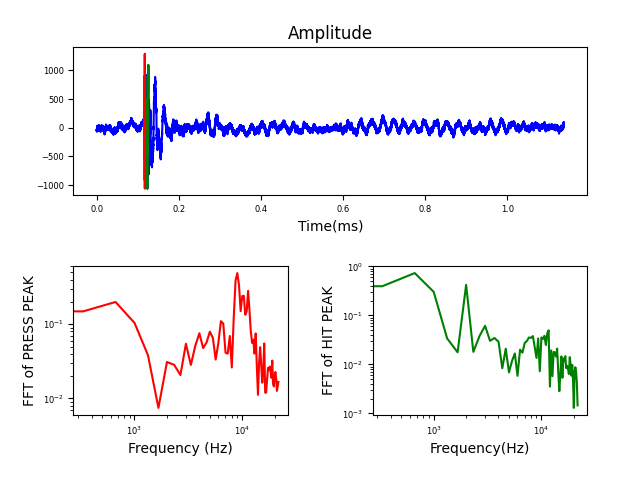 Amplitude
1000
500
0
−500
−1000
0.0 0.2 0.4 0.6 0.8 1.0
Time(ms)
FFT of PRESS PEAK
10⁻¹
10⁻²
10³ 10⁴
Frequency (Hz)
FFT of HIT PEAK
10⁰
10⁻¹
10⁻²
10⁻³
10³ 10⁴
Frequency(Hz)